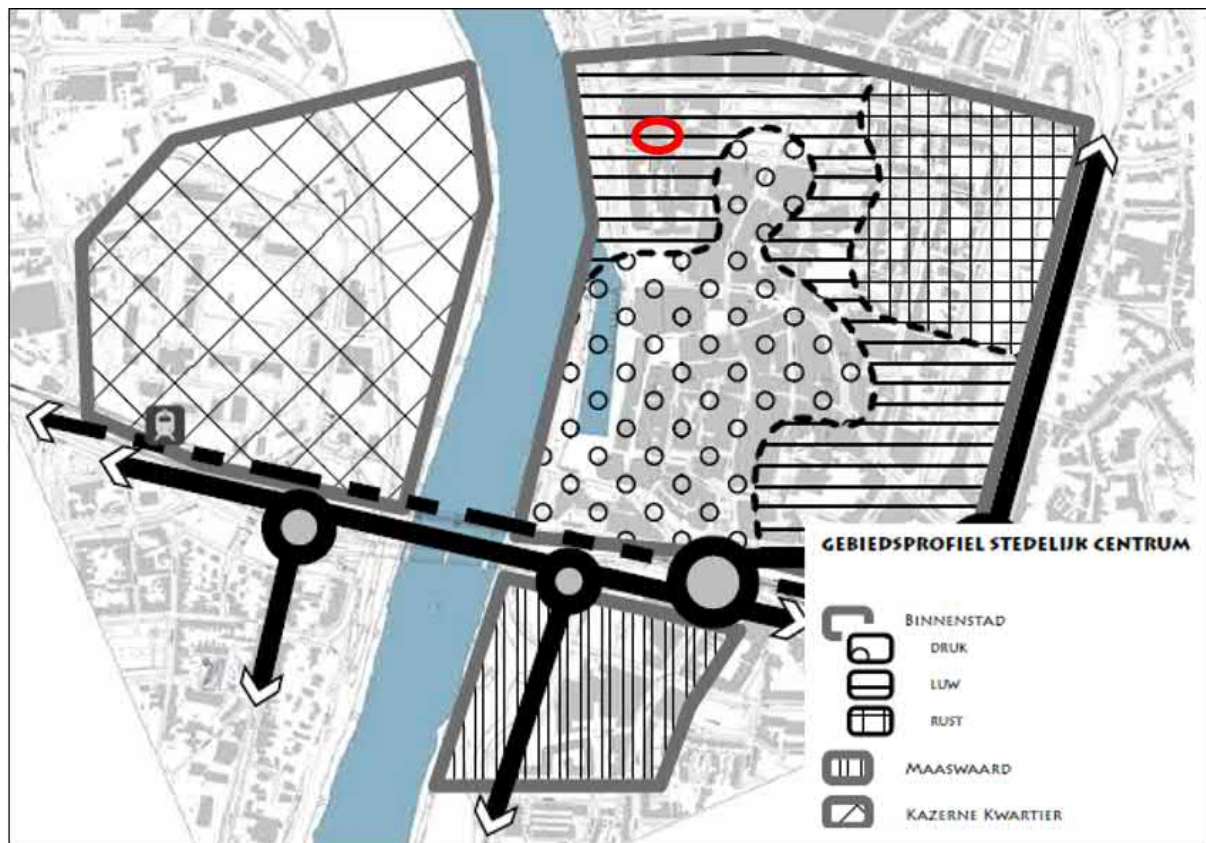 GEBIEDSPROFIEL STEDELIJK CENTRUM
BINNENSTAD
DRUK
LUW
RUST
MAASWAARD
KAZERNE KWARTIER